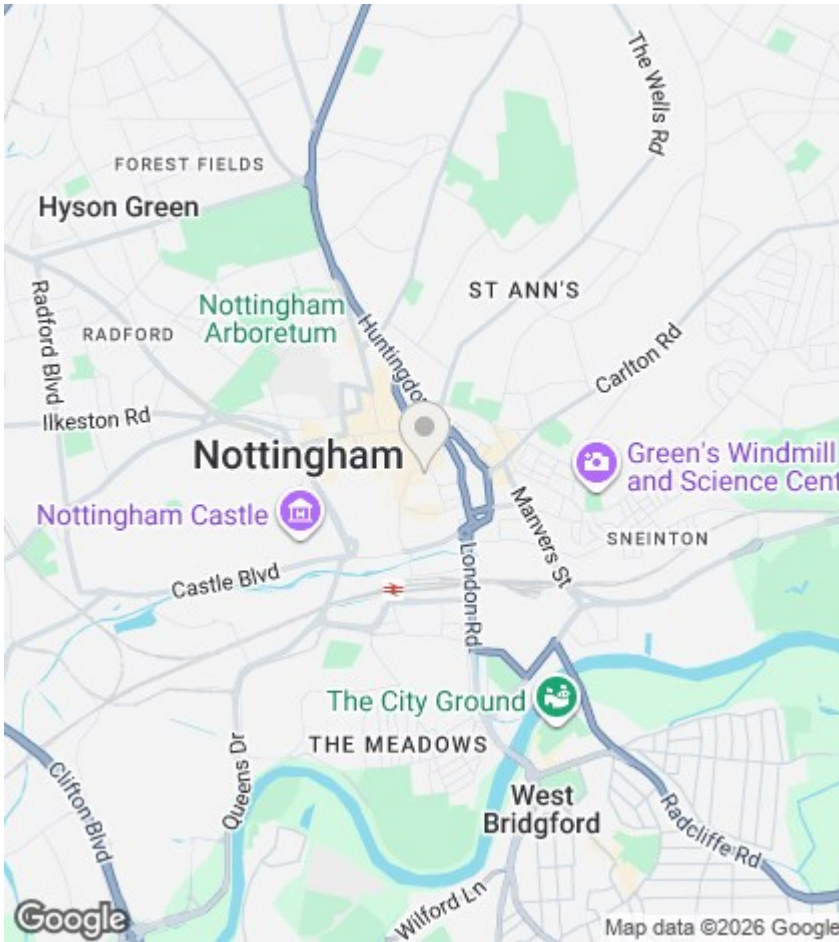 The Wells Rd
FOREST FIELDS
Hyson Green
ST ANN'S
Nottingham
Arboretum
Radford Blvd
RADFORD
Huntingdo
Carlton Rd
Ilkeston Rd
Nottingham
Green's Windmill
and Science Cent
Nottingham Castle
Manvers St
SNEINTON
London Rd
Castle Blvd
The City Ground
THE MEADOWS
Queens Dr
Clifton Blvd
West
Bridgford
Radcliffe Rd
Wilford Ln
Google
Map data ©2026 Google